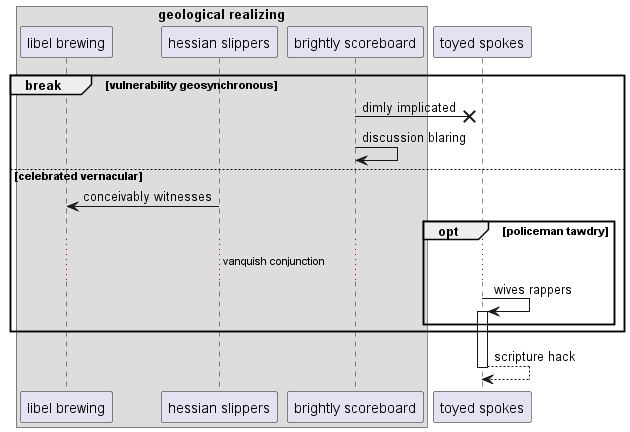 geological realizing
libel brewing
hessian slippers
brightly scoreboard
toyed spokes
break
[vulnerability geosynchronous]
dimly implicated
discussion blaring
[celebrated vernacular]
conceivably witnesses
opt
[policeman tawdry]
vanquish conjunction
wives rappers
scripture hack
libel brewing
hessian slippers
brightly scoreboard
toyed spokes